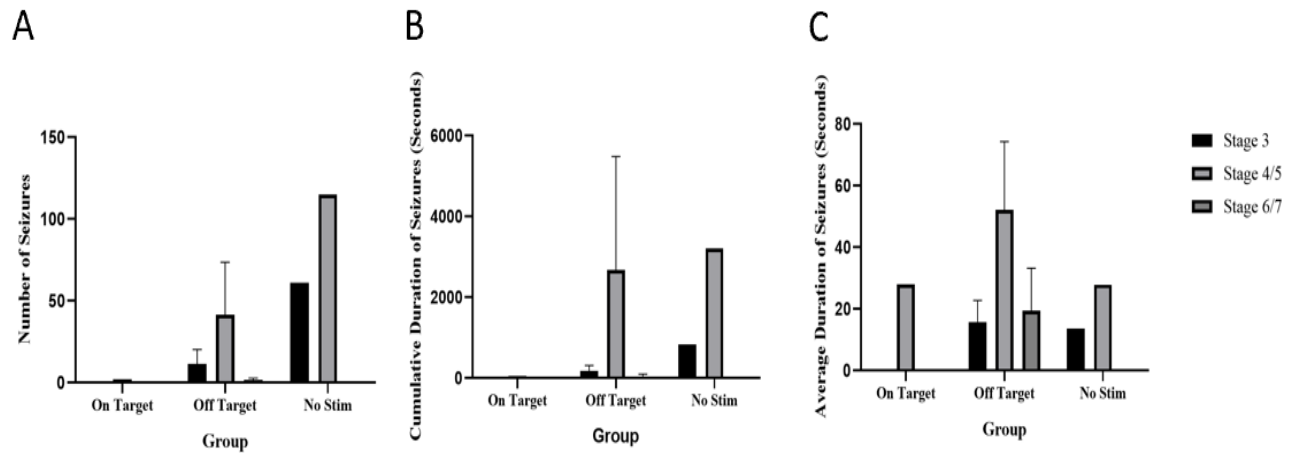 A
Number of Seizures
150
100
50
0
On Target Off Target No Stim
Group
B
Cumulative Duration of Seizures (Seconds)
6000
4000
2000
0
On Target Off Target No Stim
Group
C
Average Duration of Seizures (Seconds)
80
60
40
20
0
On Target Off Target No Stim
Group
Stage 3
Stage 4/5
Stage 6/7